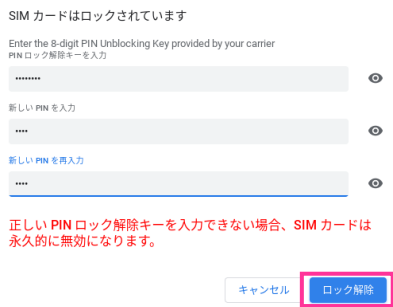 SIM カードはロックされています
Enter the 8-digit PIN Unblocking Key provided by your carrier
PIN ロック解除キーを入力
••••••••
新しい PIN を入力
••••
新しい PIN を再入力
••••
正しい PIN ロック解除キーを入力できない場合、SIM カードは
永久的に無効になります。
キャンセル ロック解除